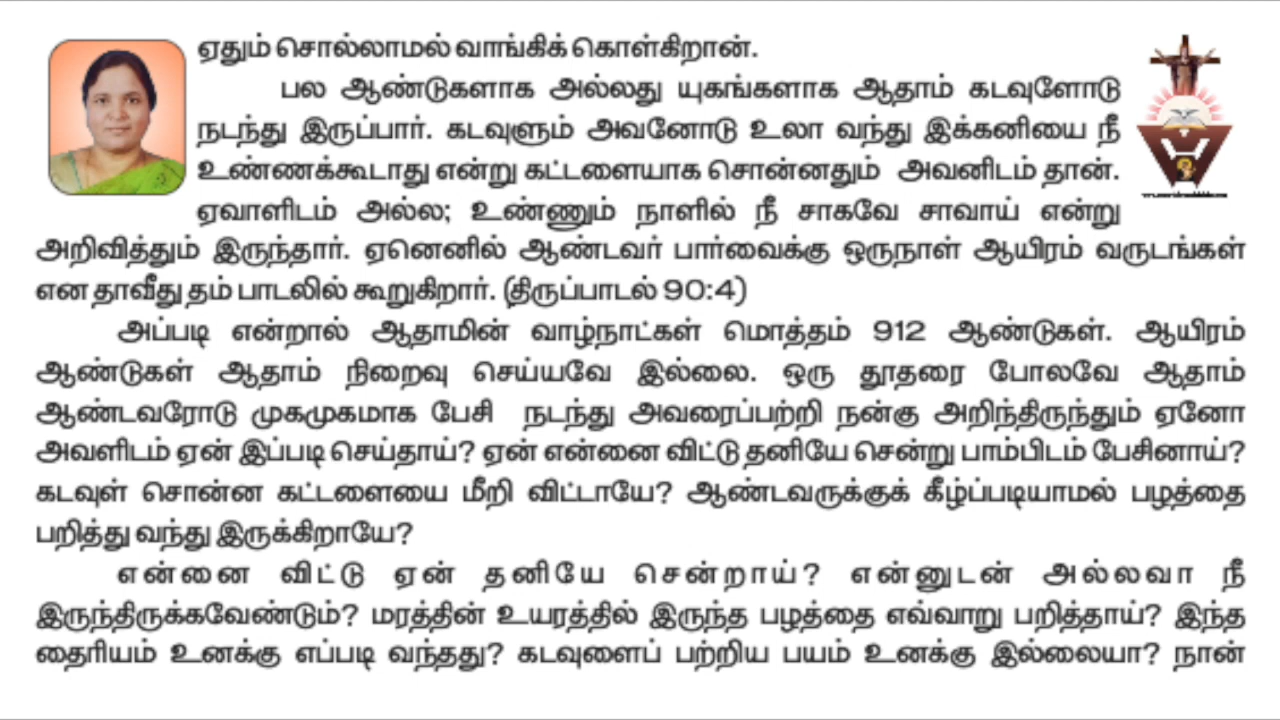 ஏதும் சொல்லாமல் வாங்கிக் கொள்கிறான்.
பல ஆண்டுகளாக அல்லது யுகங்களாக ஆதாம் கடவுளோடு
நடந்து இருப்பார். கடவுளும் அவனோடு உலா வந்து இக்கனியை நீ
உண்ணக்கூடாது என்று கட்டளையாக சொன்னதும் அவனிடம் தான்.
ஏவாளிடம் அல்ல; உண்ணும் நாளில் நீ சாகவே சாவாய் என்று
அறிவித்தும் இருந்தார். ஏனெனில் ஆண்டவர் பார்வைக்கு ஒருநாள் ஆயிரம் வருடங்கள்
என தாவீது தம் பாடலில் கூறுகிறார். (திருப்பாடல் 90:4)
அப்படி என்றால் ஆதாமின் வாழ்நாட்கள் மொத்தம் 912 ஆண்டுகள். ஆயிரம்
ஆண்டுகள் ஆதாம் நிறைவு செய்யவே இல்லை. ஒரு தூதரை போலவே ஆதாம்
ஆண்டவரோடு முகமுகமாக பேசி நடந்து அவரைப்பற்றி நன்கு அறிந்திருந்தும் ஏனோ
அவளிடம் ஏன் இப்படி செய்தாய்? ஏன் என்னை விட்டு தனியே சென்று பாம்பிடம் பேசினாய்?
கடவுள் சொன்ன கட்டளையை மீறி விட்டாயே? ஆண்டவருக்குக் கீழ்ப்படியாமல் பழத்தை
பறித்து வந்து இருக்கிறாயே?
என்னை விட்டு ஏன் தனியே சென்றாய்? என்னுடன் அல்லவா நீ
இருந்திருக்கவேண்டும்? மரத்தின் உயரத்தில் இருந்த பழத்தை எவ்வாறு பறித்தாய்? இந்த
தைரியம் உனக்கு எப்படி வந்தது? கடவுளைப் பற்றிய பயம் உனக்கு இல்லையா? நான்